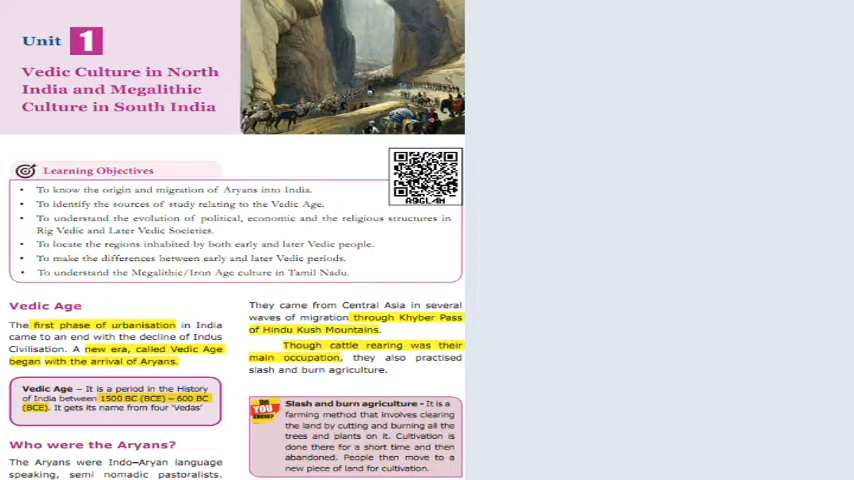 Unit 1
Vedic Culture in North
India and Megalithic
Culture in South India
Learning Objectives
A9GL4M
• To know the origin and migration of Aryans into India.
• To identify the sources of study relating to the Vedic Age.
• To understand the evolution of political, economic and the religious structures in
Rig Vedic and Later Vedic Societies.
• To locate the regions inhabited by both early and later Vedic people.
• To make the differences between early and later Vedic periods.
• To understand the Megalithic/Iron Age culture in Tamil Nadu.
Vedic Age
The first phase of urbanisation in India
came to an end with the decline of Indus
Civilisation. A new era, called Vedic Age
began with the arrival of Aryans.
Vedic Age – It is a period in the History
of India between 1500 BC (BCE) – 600 BC
(BCE). It gets its name from four 'Vedas'
Who were the Aryans?
The Aryans were Indo–Aryan language
speaking, semi nomadic pastoralists.
They came from Central Asia in several
waves of migration through Khyber Pass
of Hindu Kush Mountains.
Though cattle rearing was their
main occupation, they also practised
slash and burn agriculture.
DO YOU KNOW?
Slash and burn agriculture - It is a
farming method that involves clearing
the land by cutting and burning all the
trees and plants on it. Cultivation is
done there for a short time and then
abandoned. People then move to a
new piece of land for cultivation.